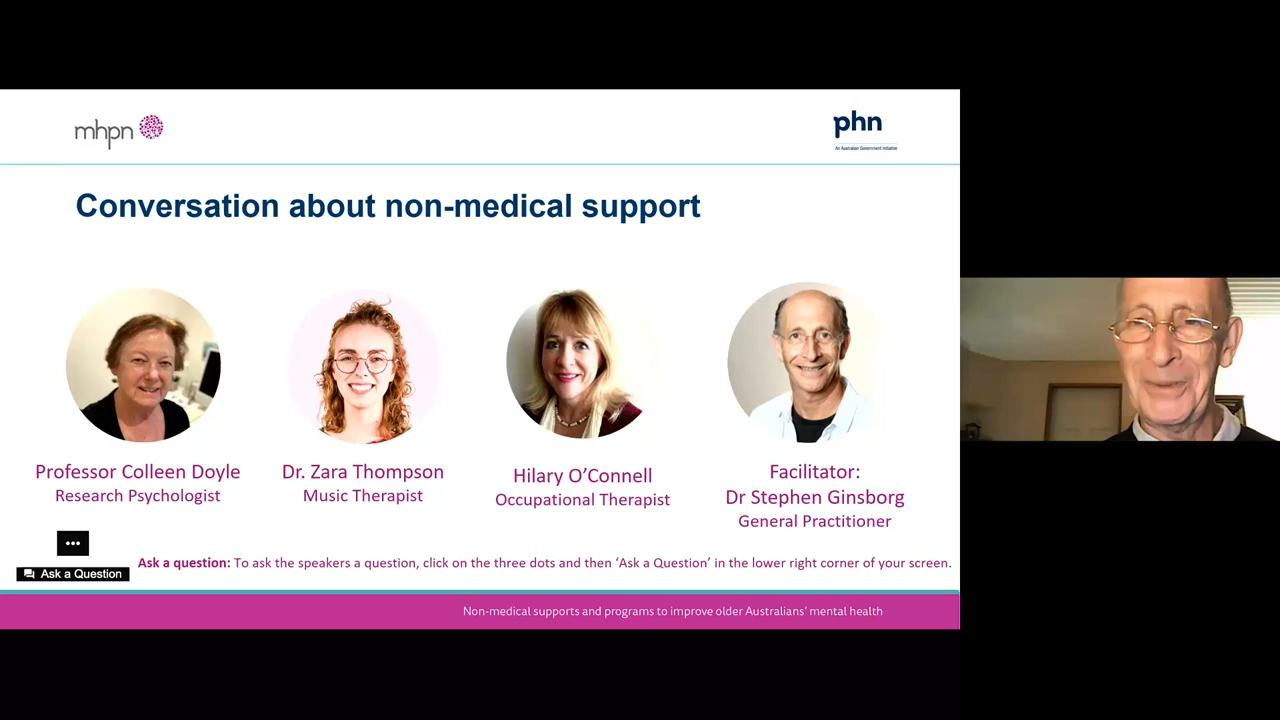 mhpn
phn
An Australian Government Initiative
Conversation about non-medical support
Professor Colleen Doyle
Research Psychologist
Dr. Zara Thompson
Music Therapist
Hilary O’Connell
Occupational Therapist
Facilitator:
Dr Stephen Ginsborg
General Practitioner
Ask a Question
Ask a question: To ask the speakers a question, click on the three dots and then ‘Ask a Question’ in the lower right corner of your screen.
Non-medical supports and programs to improve older Australians’ mental health